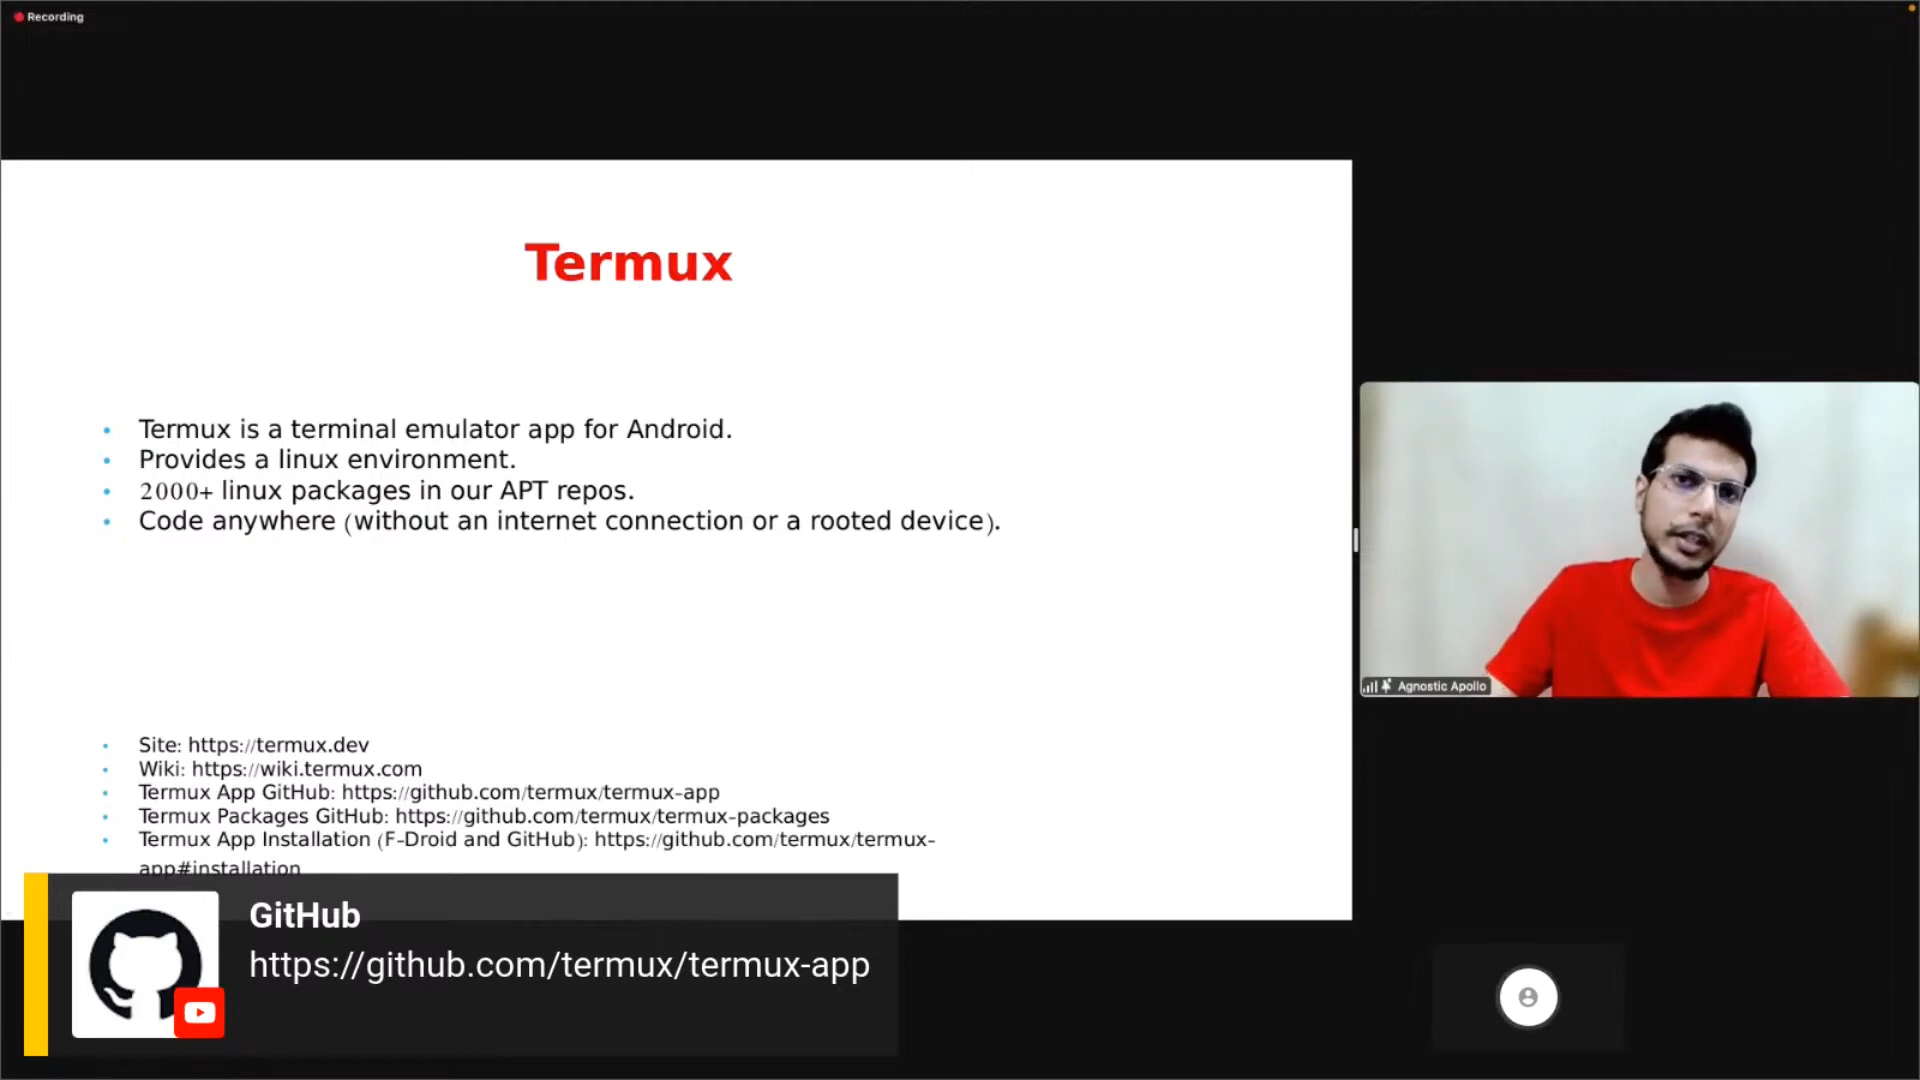 Recording
Termux
Termux is a terminal emulator app for Android.
Provides a linux environment.
2000+ linux packages in our APT repos.
Code anywhere (without an internet connection or a rooted device).
Agnostic Apollo
Site: https://termux.dev
Wiki: https://wiki.termux.com
Termux App GitHub: https://github.com/termux/termux-app
Termux Packages GitHub: https://github.com/termux/termux-packages
Termux App Installation (F-Droid and GitHub): https://github.com/termux/termux-
app#installation
GitHub
https://github.com/termux/termux-app